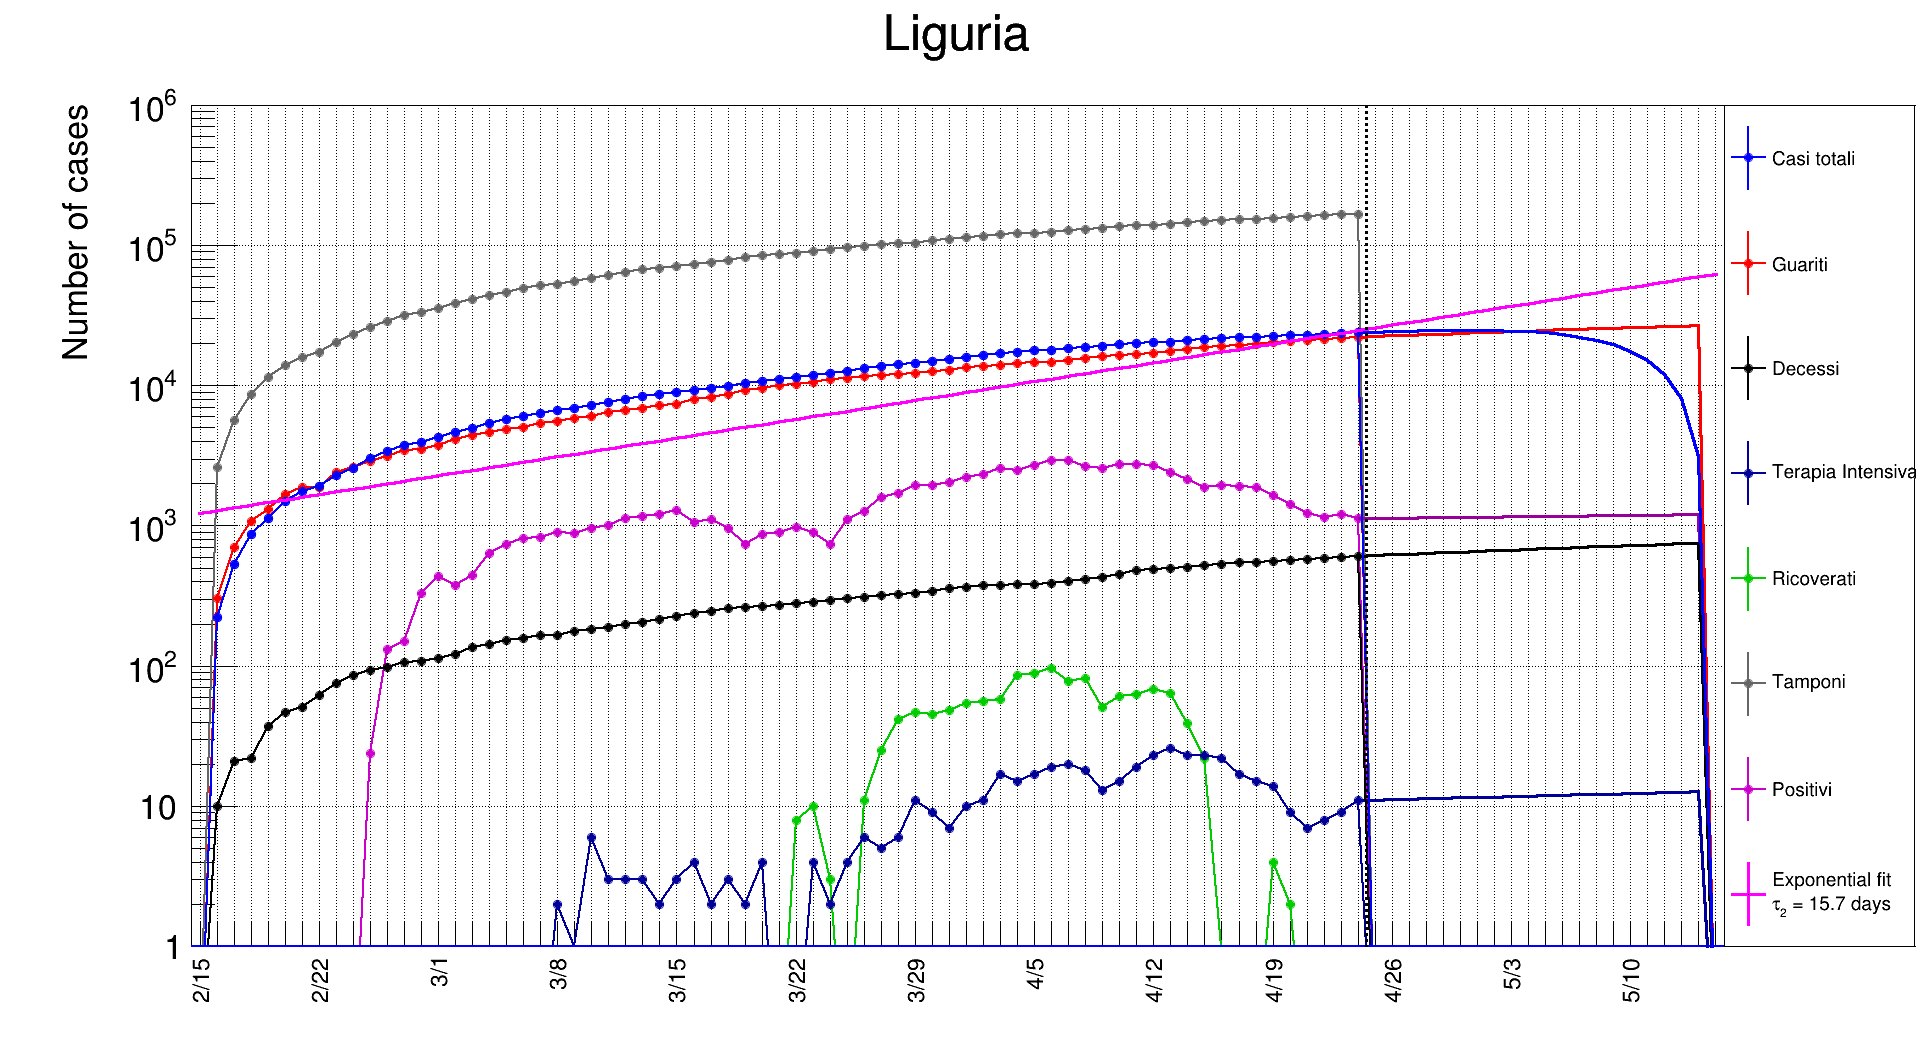 Liguria
Number of cases
10^6
10^5
10^4
10^3
10^2
10
1
2/15
2/22
3/1
3/8
3/15
3/22
3/29
4/5
4/12
4/19
4/26
5/3
5/10
Casi totali
Guariti
Decessi
Terapia Intensiva
Ricoverati
Tamponi
Positivi
Exponential fit
τ_2 = 15.7 days